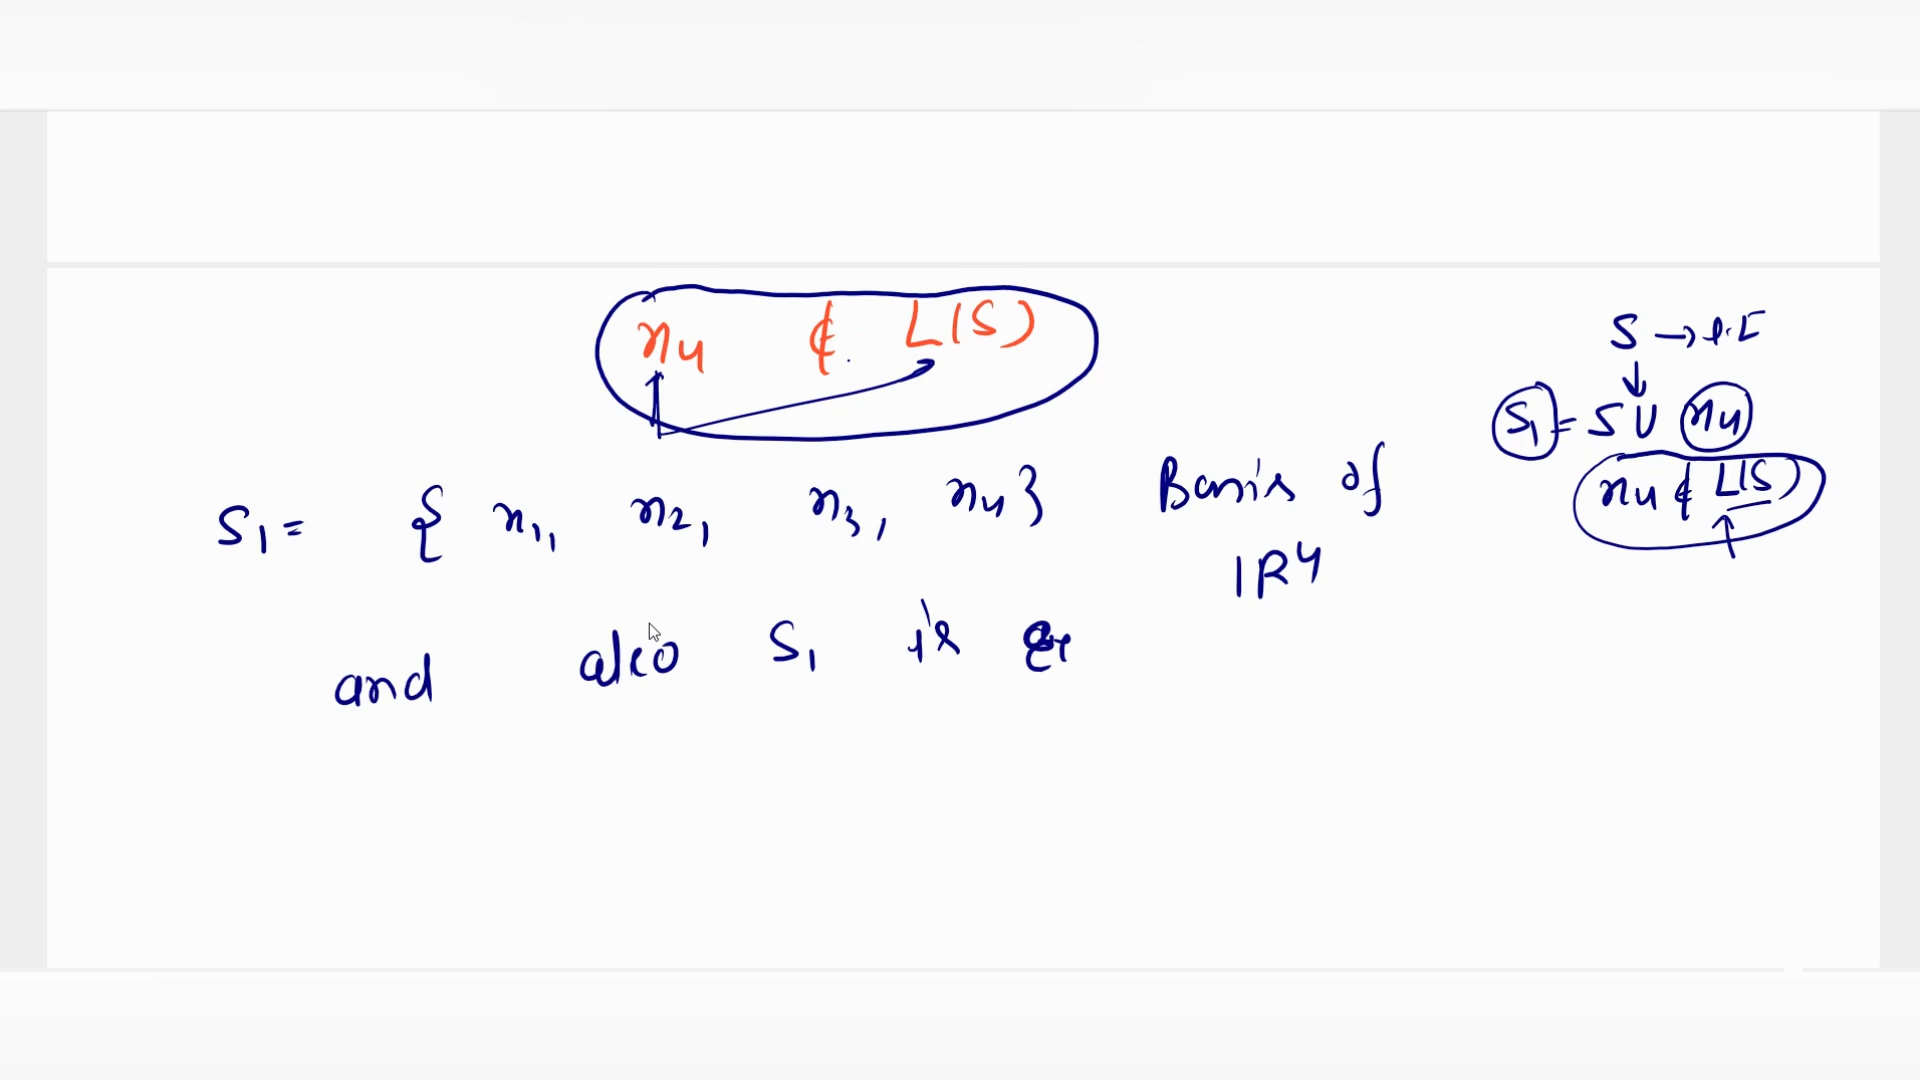 x₄ ∉ L(S)
S → L.I
S₁ = S ∪ x₄
x₄ ∉ L(S)
S₁ = { x₁, x₂, x₃, x₄ } Basis of
IR⁴
and also S₁ is